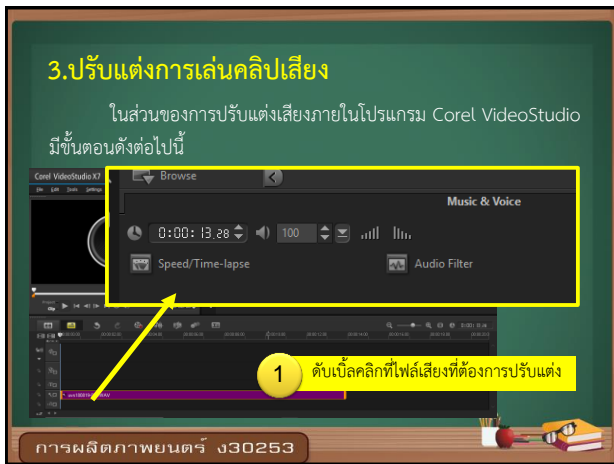 3.ปรับแต่งการเล่นคลิปเสียง
ในส่วนของการปรับแต่งเสียงภายในโปรแกรม Corel VideoStudio
มีขั้นตอนดังต่อไปนี้
Corel VideoStudio X7
File Edit Tools Settings
Browse
Music & Voice
0:00:13.28 100
Speed/Time-lapse Audio Filter
Project
Clip
1 ดับเบิ้ลคลิกที่ไฟล์เสียงที่ต้องการปรับแต่ง
การผลิตภาพยนตร์ ง30253